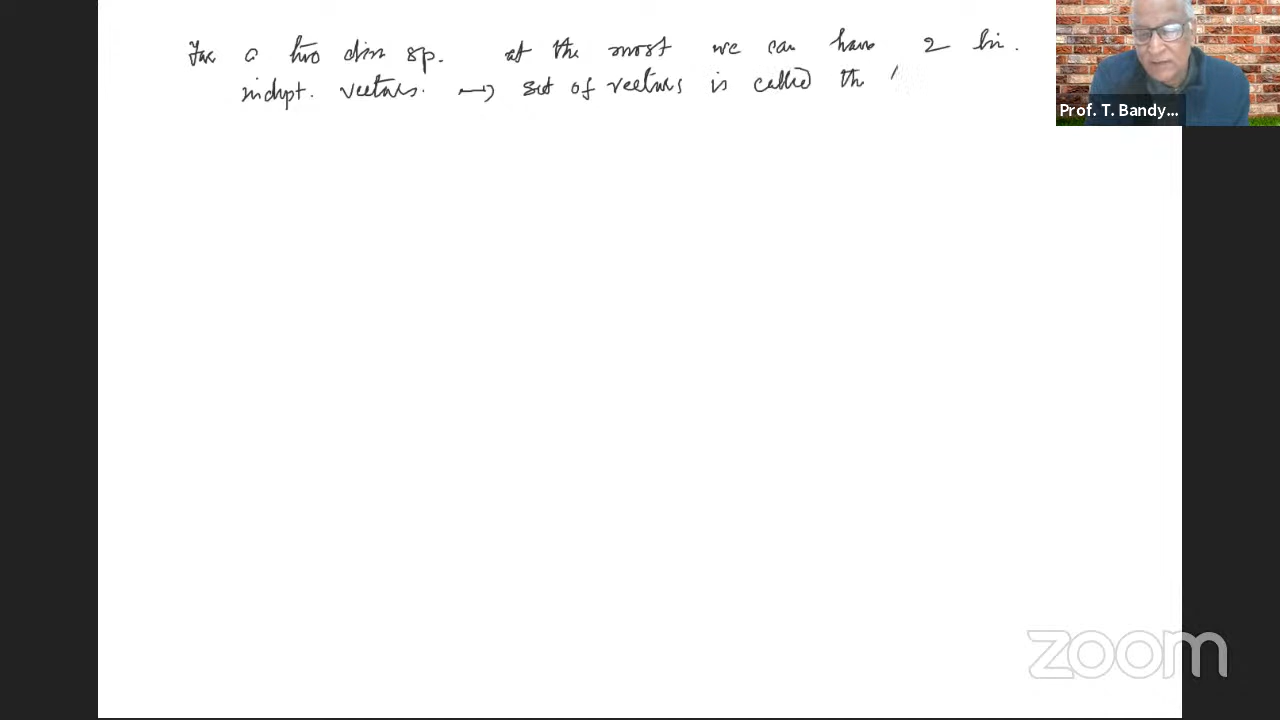 For a two dim sp. at the most we can have 2 lin.
indpt. vectors. → set of vectors is called the
Prof. T. Bandy...
zoom